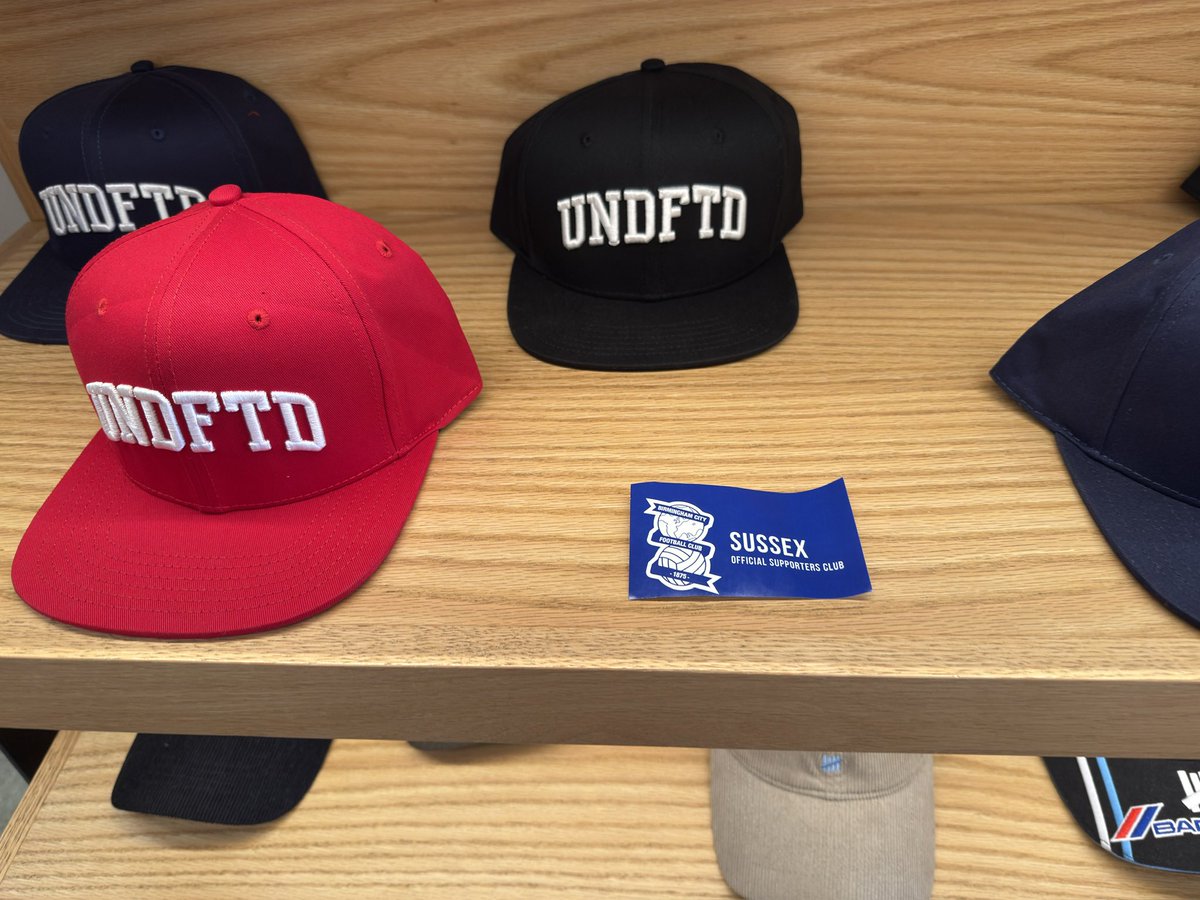 UNDFTD
UNDFTD
UNDFTD
BIRMINGHAM CITY
FOOTBALL CLUB
1875
SUSSEX
OFFICIAL SUPPORTERS CLUB